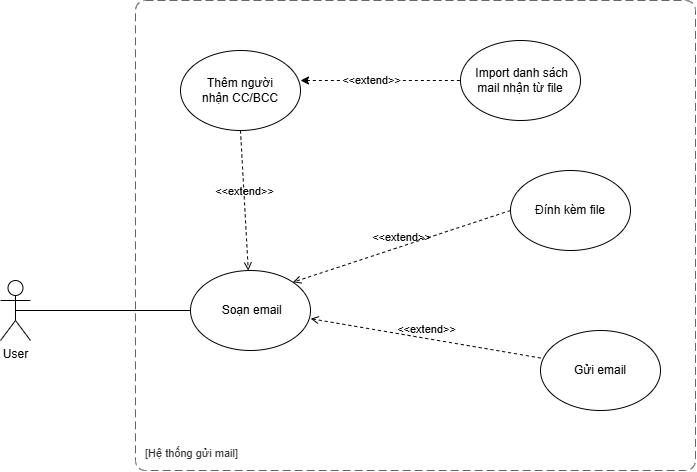 Thêm người
nhận CC/BCC
<<extend>>
Import danh sách
mail nhận từ file
<<extend>>
Đính kèm file
<<extend>>
Soạn email
<<extend>>
Gửi email
User
[Hệ thống gửi mail]